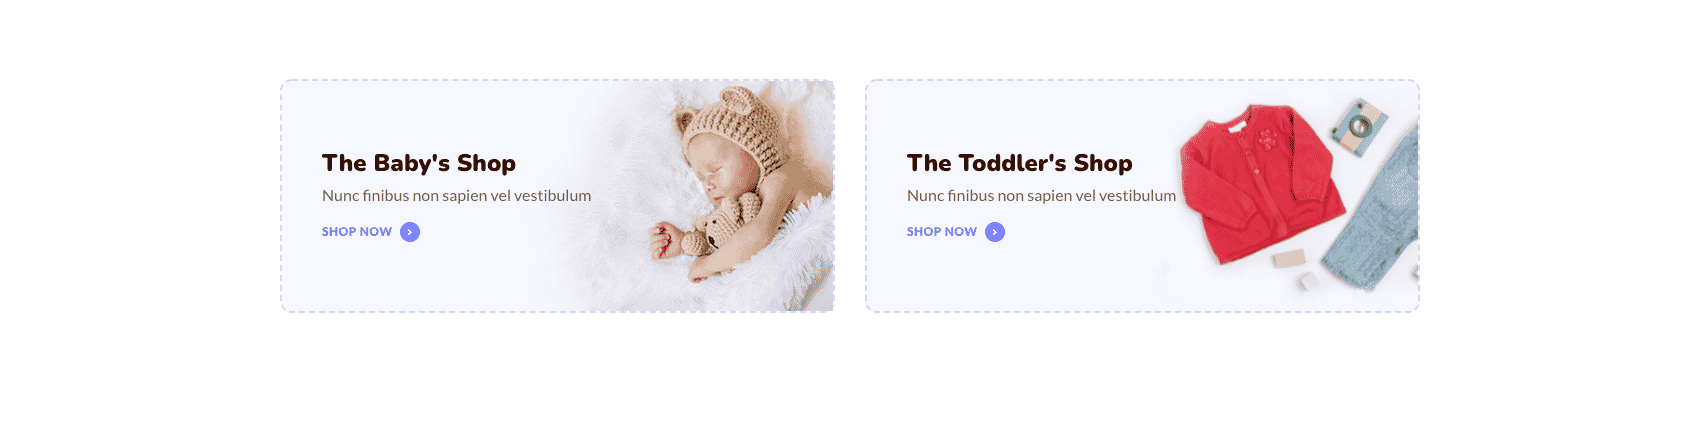 The Baby's Shop
Nunc finibus non sapien vel vestibulum
SHOP NOW
The Toddler's Shop
Nunc finibus non sapien vel vestibulum
SHOP NOW